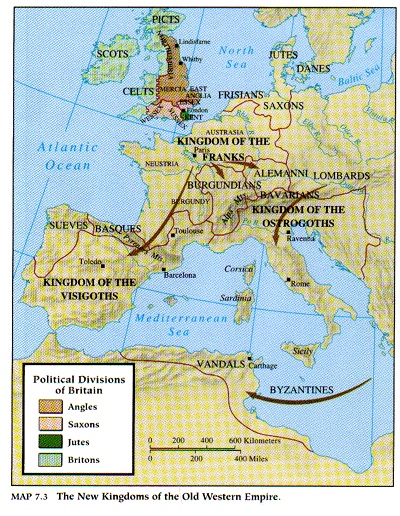 PICTS
Lindisfarne
North
Sea
SCOTS
Whitby
JUTES
DANES
Baltic Sea
CELTS
MERCIA
EAST
ANGLIA
ESSEX
London
KENT
WESSEX
SUSSEX
FRISIANS
SAXONS
Atlantic
Ocean
AUSTRASIA
KINGDOM OF THE
FRANKS
Paris
NEUSTRIA
ALEMANNI
LOMBARDS
BURGUNDIANS
BAVARIANS
BURGUNDY
KINGDOM OF THE
OSTROGOTHS
SUEVES
BASQUES
Toulouse
Ravenna
Toledo
Barcelona
Corsica
KINGDOM OF THE
VISIGOTHS
Rome
Sardinia
Mediterranean
Sea
Sicily
VANDALS
Carthage
BYZANTINES
Political Divisions
of Britain
Angles
Saxons
Jutes
Britons
0 200 400 600 Kilometers
0 200 400 Miles
MAP 7.3 The New Kingdoms of the Old Western Empire.